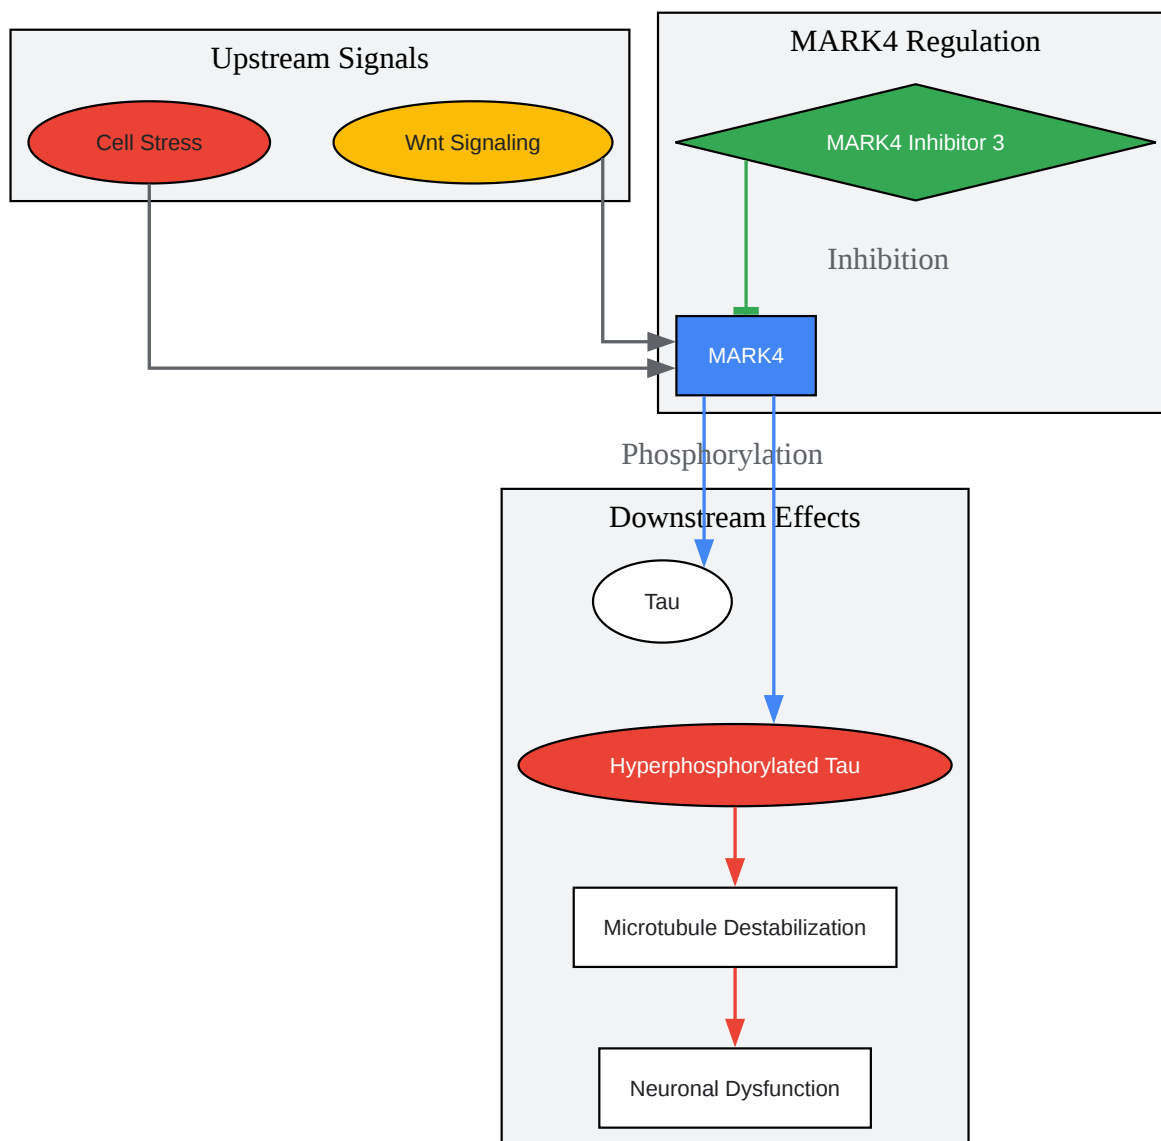 Upstream Signals
Cell Stress
Wnt Signaling
MARK4 Regulation
MARK4 Inhibitor 3
Inhibition
MARK4
Phosphorylation
Downstream Effects
Tau
Hyperphosphorylated Tau
Microtubule Destabilization
Neuronal Dysfunction